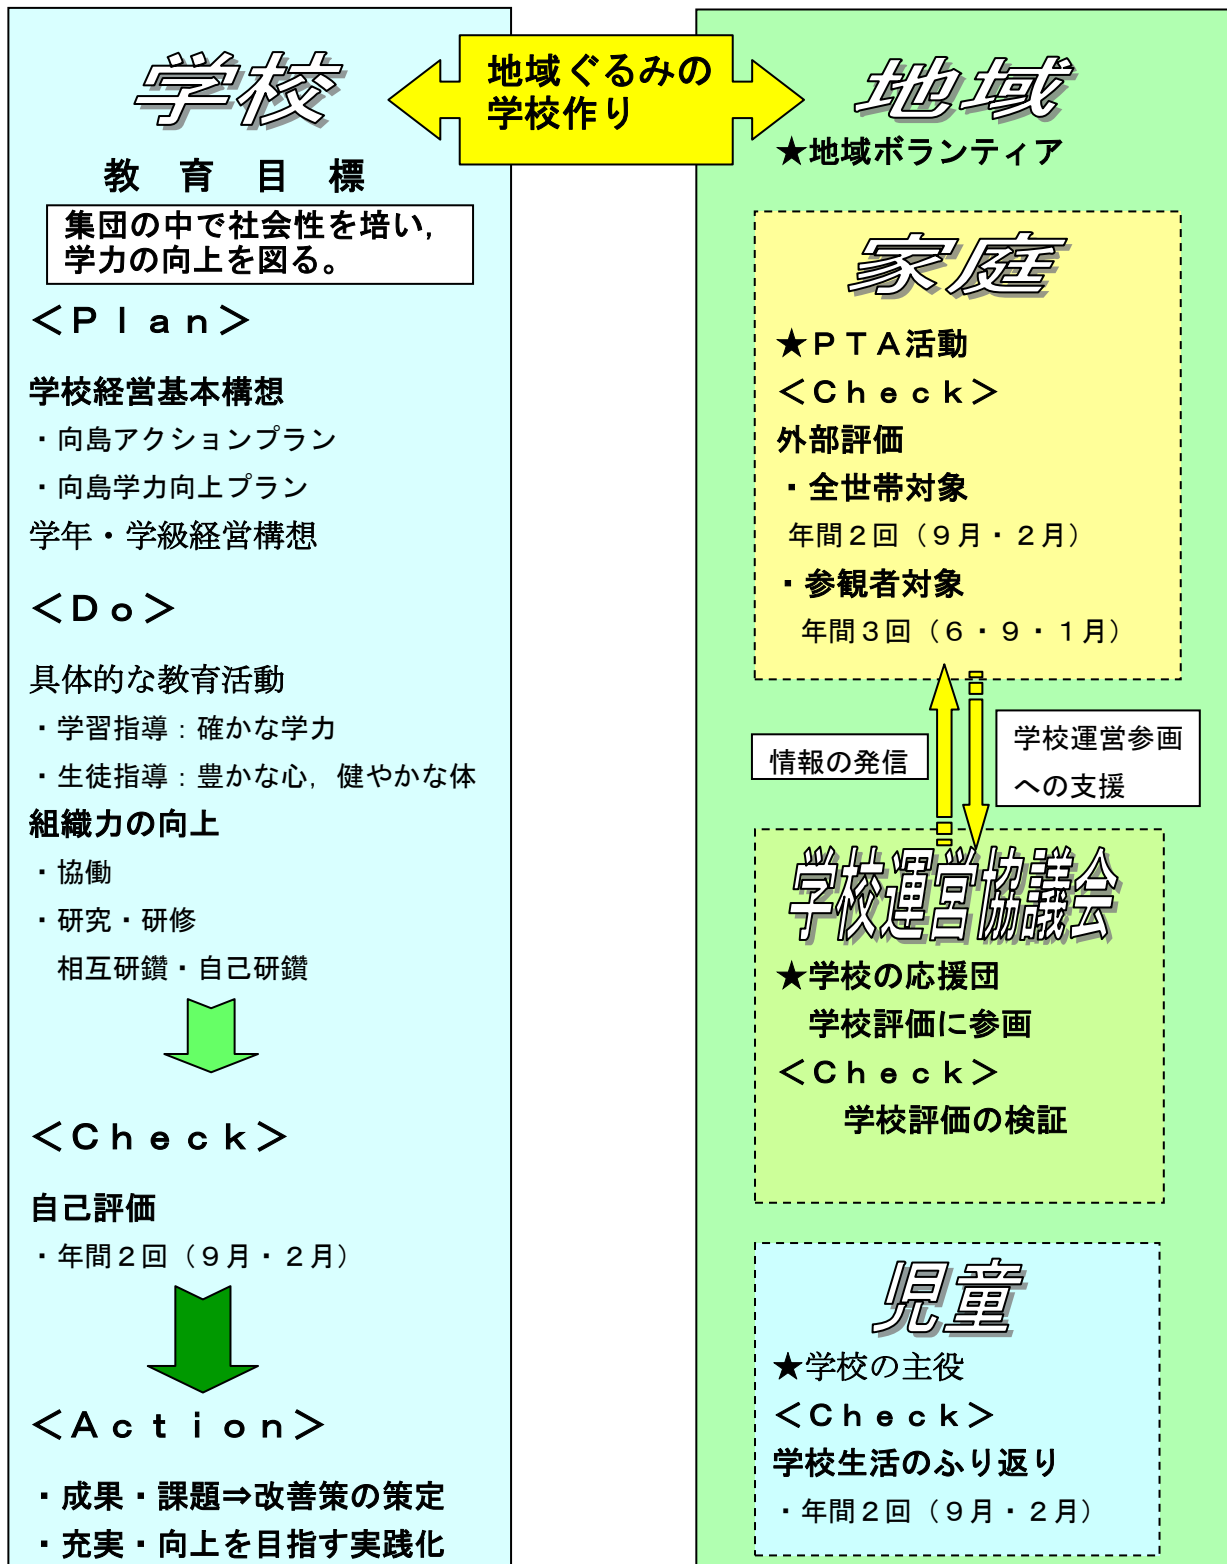 学校
教 育 目 標
集団の中で社会性を培い，
学力の向上を図る。
＜Ｐｌａｎ＞
学校経営基本構想
・向島アクションプラン
・向島学力向上プラン
学年・学級経営構想
＜Ｄｏ＞
具体的な教育活動
・学習指導：確かな学力
・生徒指導：豊かな心，健やかな体
組織力の向上
・協働
・研究・研修
相互研鑽・自己研鑽
＜Ｃｈｅｃｋ＞
自己評価
・年間２回（９月・２月）
＜Ａｃｔｉｏｎ＞
・成果・課題⇒改善策の策定
・充実・向上を目指す実践化
地域ぐるみの
学校作り
地域
★地域ボランティア
家庭
★ＰＴＡ活動
＜Ｃｈｅｃｋ＞
外部評価
・全世帯対象
年間２回（９月・２月）
・参観者対象
年間３回（６・９・１月）
情報の発信
学校運営参画
への支援
学校運営協議会
★学校の応援団
学校評価に参画
＜Ｃｈｅｃｋ＞
学校評価の検証
児童
★学校の主役
＜Ｃｈｅｃｋ＞
学校生活のふり返り
・年間２回（９月・２月）